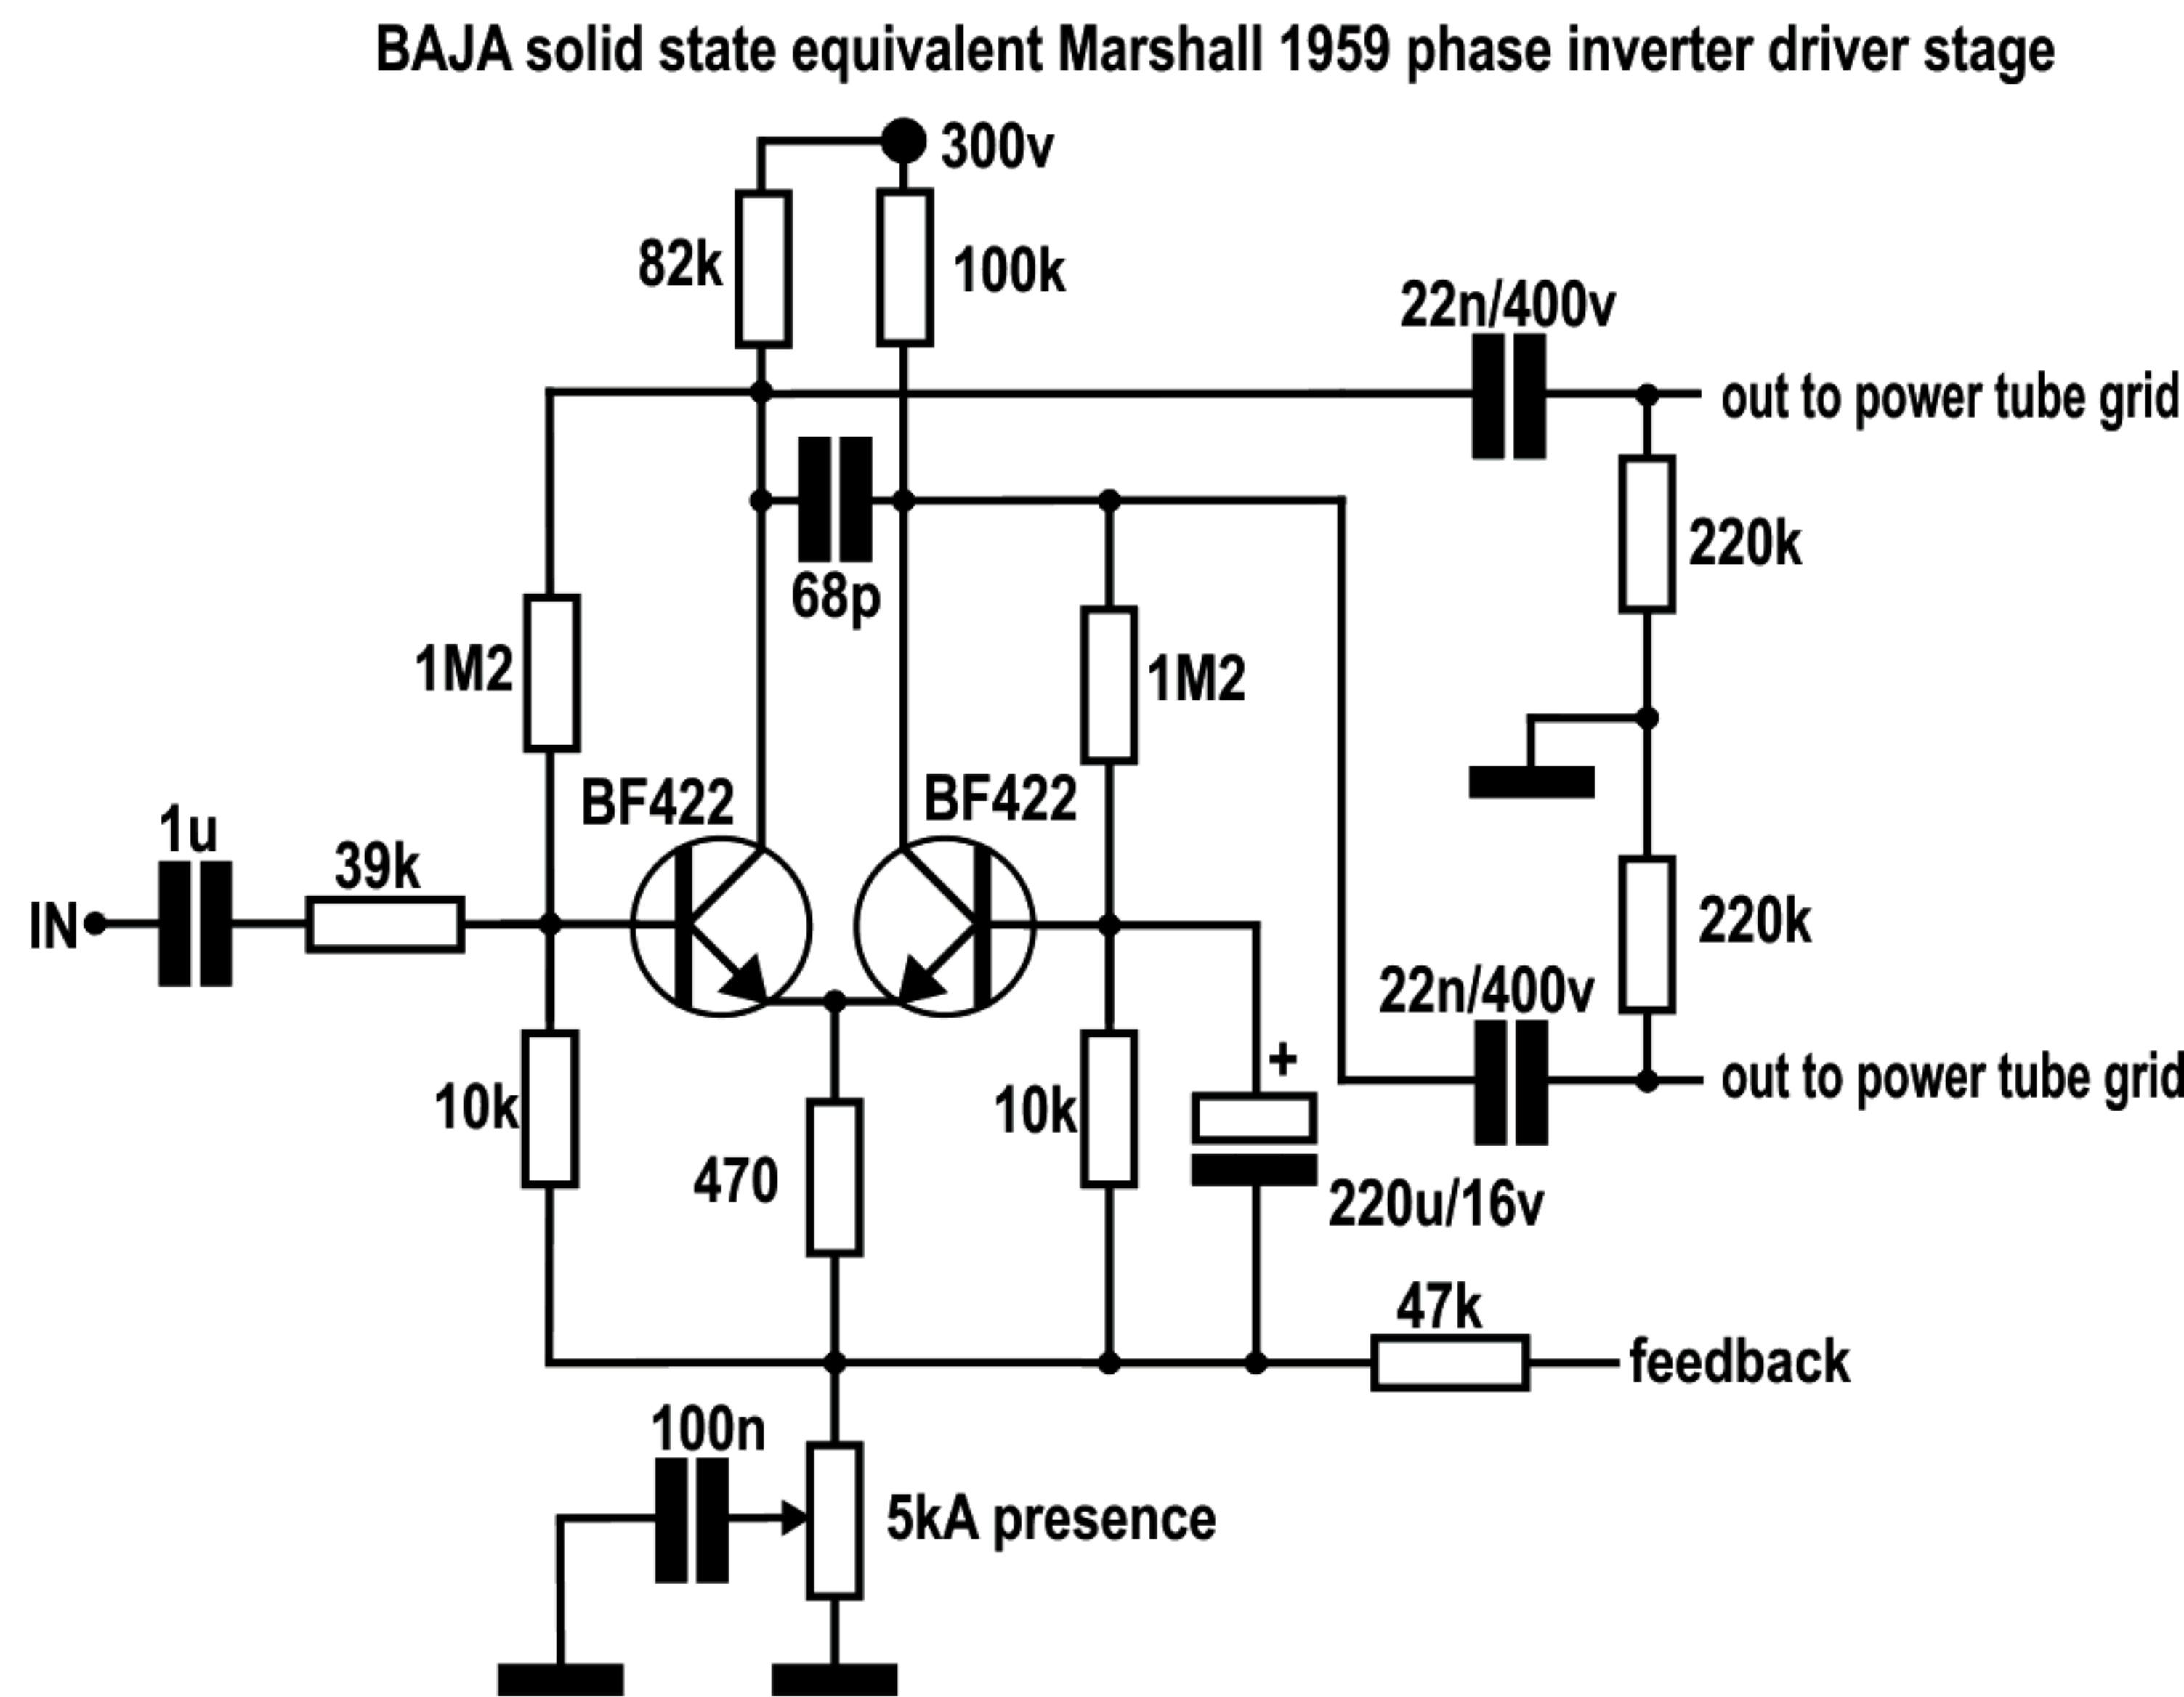 BAJA solid state equivalent Marshall 1959 phase inverter driver stage
300v
82k
100k
22n/400v
out to power tube grid
220k
68p
1M2
1M2
BF422
BF422
1u
39k
IN
220k
22n/400v
+
out to power tube grid
10k
10k
470
220u/16v
47k
feedback
100n
5kA presence